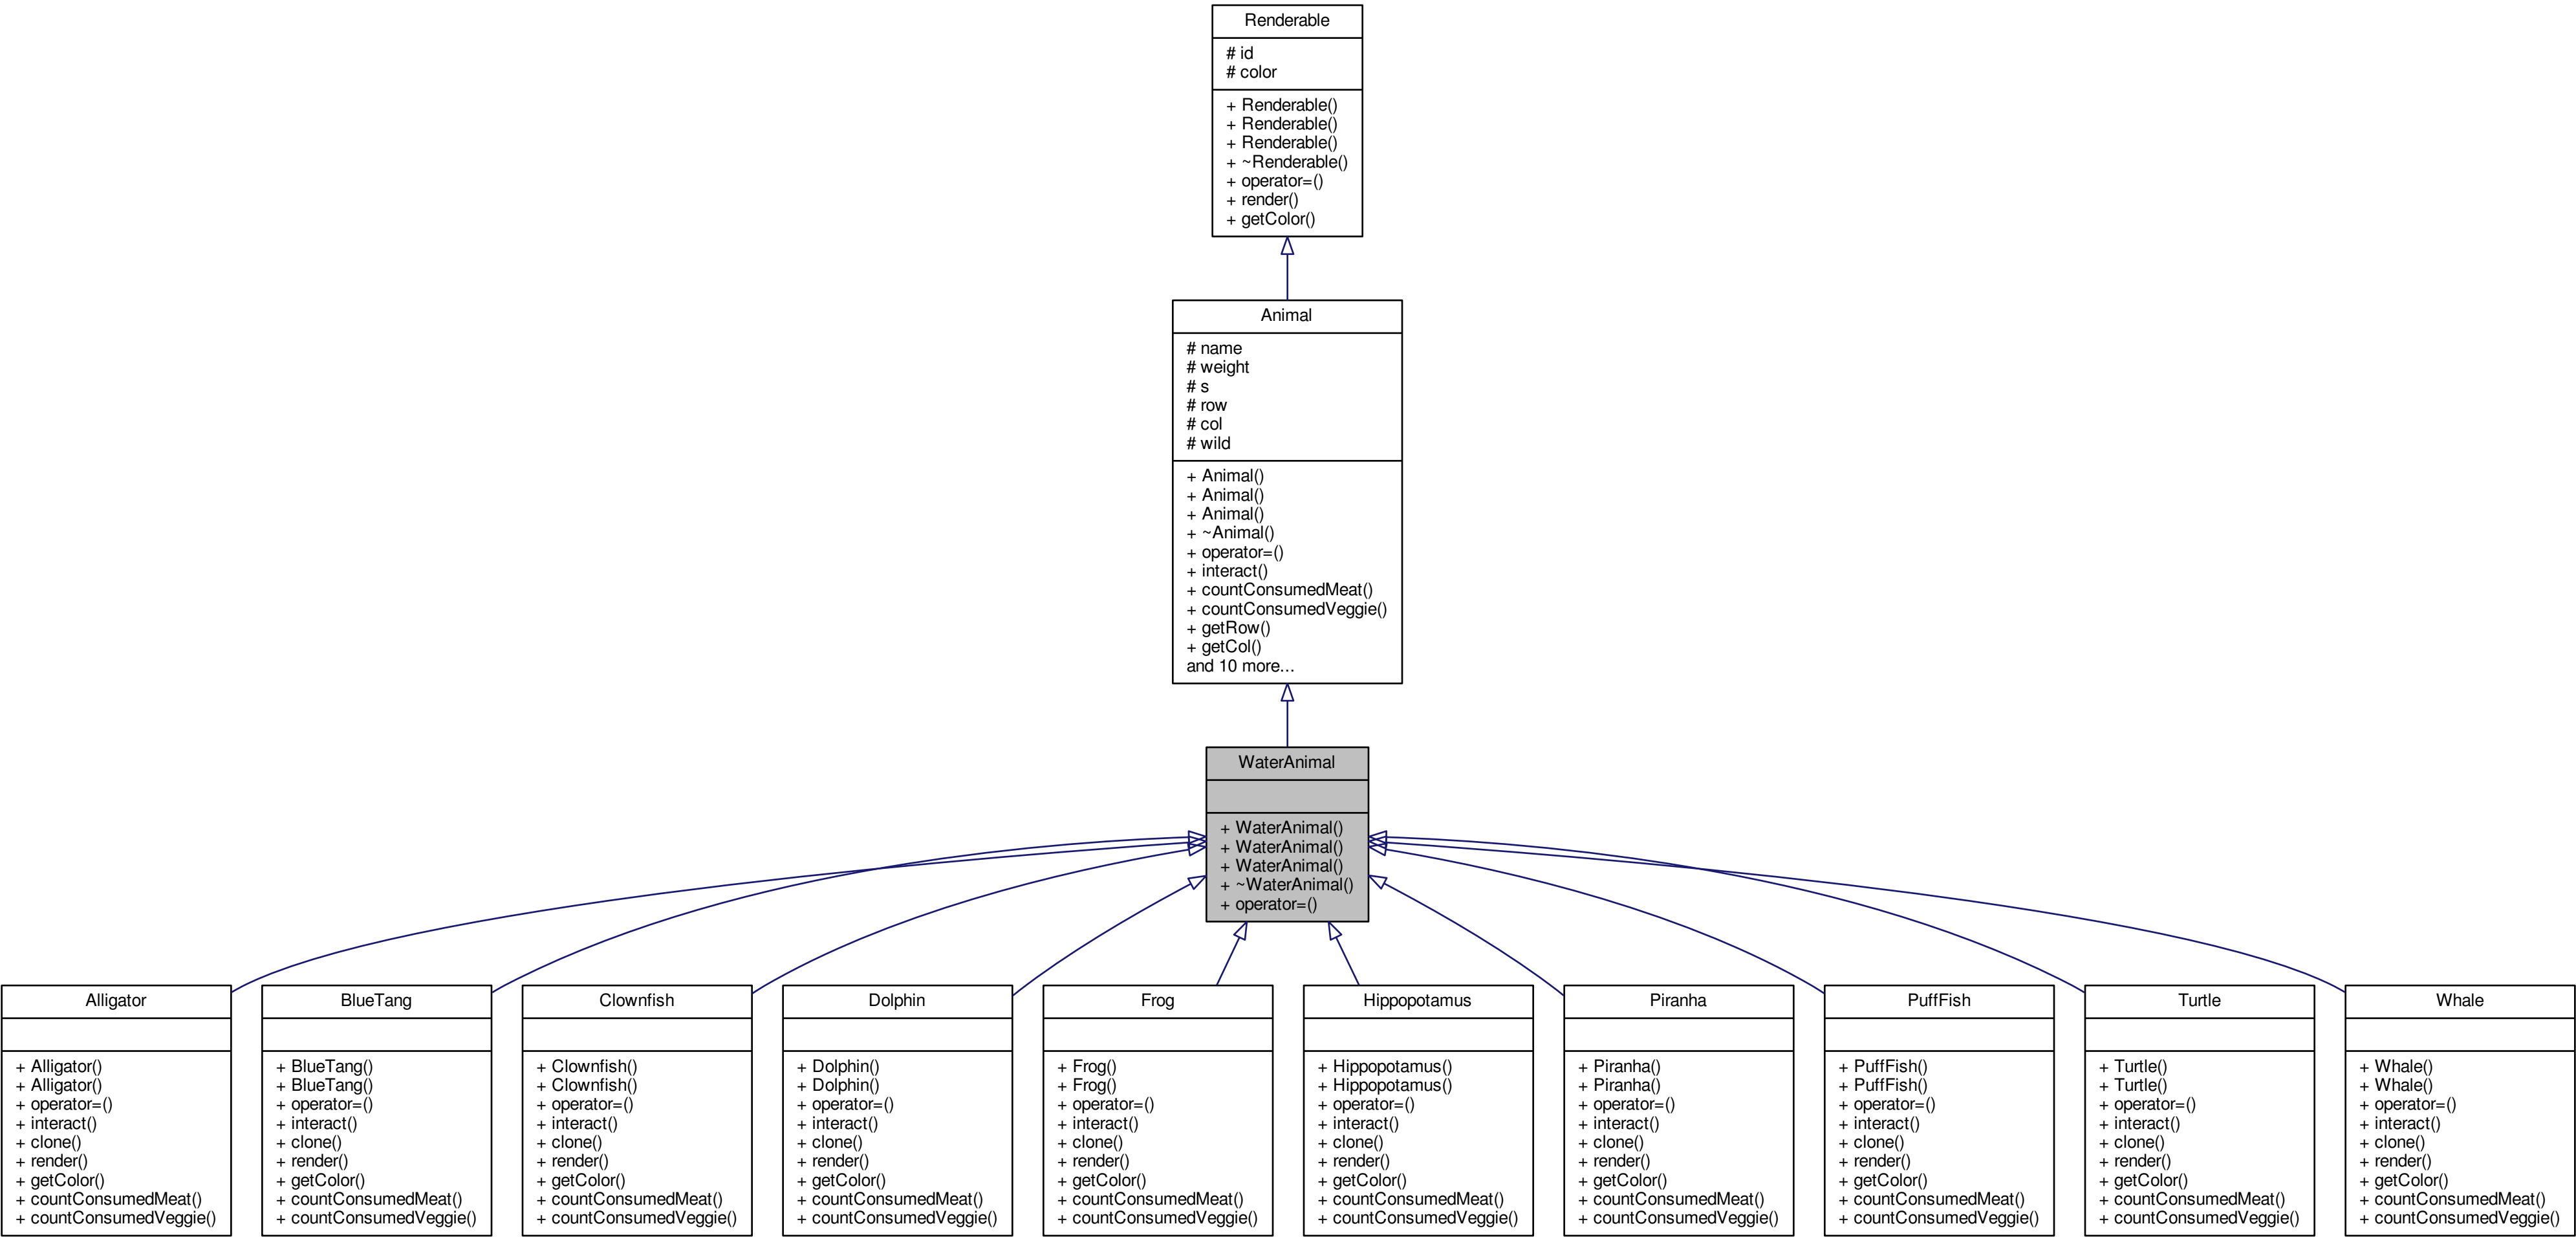 Renderable
# id
# color
+ Renderable()
+ Renderable()
+ Renderable()
+ ~Renderable()
+ operator=()
+ render()
+ getColor()
Animal
# name
# weight
# s
# row
# col
# wild
+ Animal()
+ Animal()
+ Animal()
+ ~Animal()
+ operator=()
+ interact()
+ countConsumedMeat()
+ countConsumedVeggie()
+ getRow()
+ getCol()
and 10 more...
WaterAnimal
+ WaterAnimal()
+ WaterAnimal()
+ WaterAnimal()
+ ~WaterAnimal()
+ operator=()
Alligator
+ Alligator()
+ Alligator()
+ operator=()
+ interact()
+ clone()
+ render()
+ getColor()
+ countConsumedMeat()
+ countConsumedVeggie()
BlueTang
+ BlueTang()
+ BlueTang()
+ operator=()
+ interact()
+ clone()
+ render()
+ getColor()
+ countConsumedMeat()
+ countConsumedVeggie()
Clownfish
+ Clownfish()
+ Clownfish()
+ operator=()
+ interact()
+ clone()
+ render()
+ getColor()
+ countConsumedMeat()
+ countConsumedVeggie()
Dolphin
+ Dolphin()
+ Dolphin()
+ operator=()
+ interact()
+ clone()
+ render()
+ getColor()
+ countConsumedMeat()
+ countConsumedVeggie()
Frog
+ Frog()
+ Frog()
+ operator=()
+ interact()
+ clone()
+ render()
+ getColor()
+ countConsumedMeat()
+ countConsumedVeggie()
Hippopotamus
+ Hippopotamus()
+ Hippopotamus()
+ operator=()
+ interact()
+ clone()
+ render()
+ getColor()
+ countConsumedMeat()
+ countConsumedVeggie()
Piranha
+ Piranha()
+ Piranha()
+ operator=()
+ interact()
+ clone()
+ render()
+ getColor()
+ countConsumedMeat()
+ countConsumedVeggie()
PuffFish
+ PuffFish()
+ PuffFish()
+ operator=()
+ interact()
+ clone()
+ render()
+ getColor()
+ countConsumedMeat()
+ countConsumedVeggie()
Turtle
+ Turtle()
+ Turtle()
+ operator=()
+ interact()
+ clone()
+ render()
+ getColor()
+ countConsumedMeat()
+ countConsumedVeggie()
Whale
+ Whale()
+ Whale()
+ operator=()
+ interact()
+ clone()
+ render()
+ getColor()
+ countConsumedMeat()
+ countConsumedVeggie()